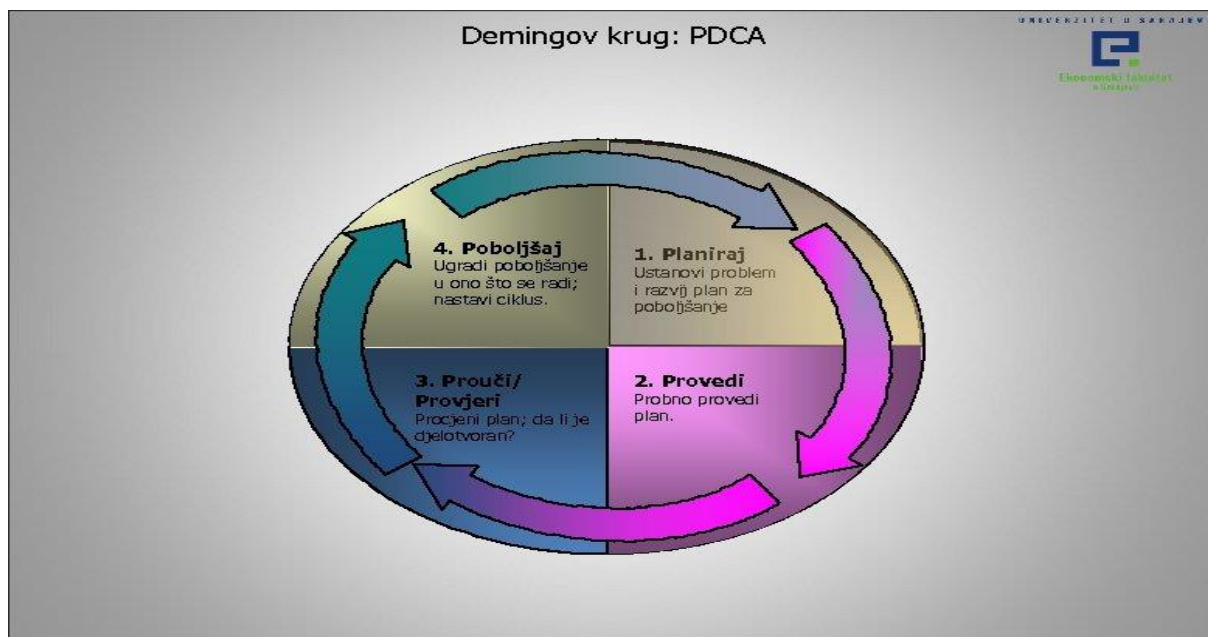 Demingov krug: PDCA
UNIVERZITET U SARAJEVU
Ekonomski fakultet
u Sarajevu
4. Poboljšaj
Ugradi poboljšanje
u ono što se radi;
nastavi ciklus.
1. Planiraj
Ustanovi problem
i razvij plan za
poboljšanje
3. Prouči/
Provjeri
Procjeni plan; da li je
djelotvoran?
2. Provedi
Probno provedi
plan.